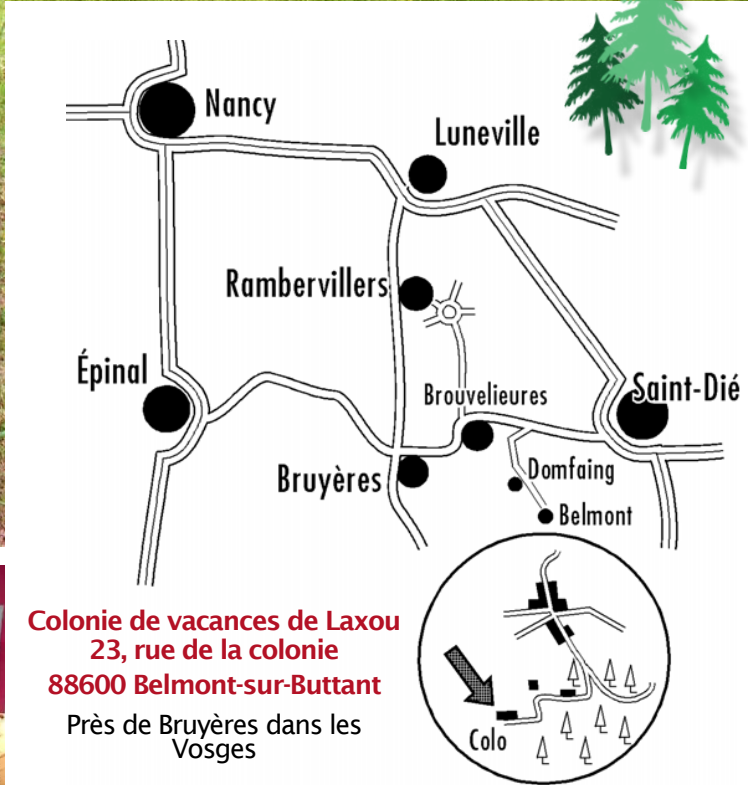 Nancy
Luneville
Rambervillers
Épinal
Brouvelieures
Saint-Dié
Bruyères
Domfaing
Belmont
Colonie de vacances de Laxou
23, rue de la colonie
88600 Belmont-sur-Buttant
Près de Bruyères dans les
Vosges
Colo